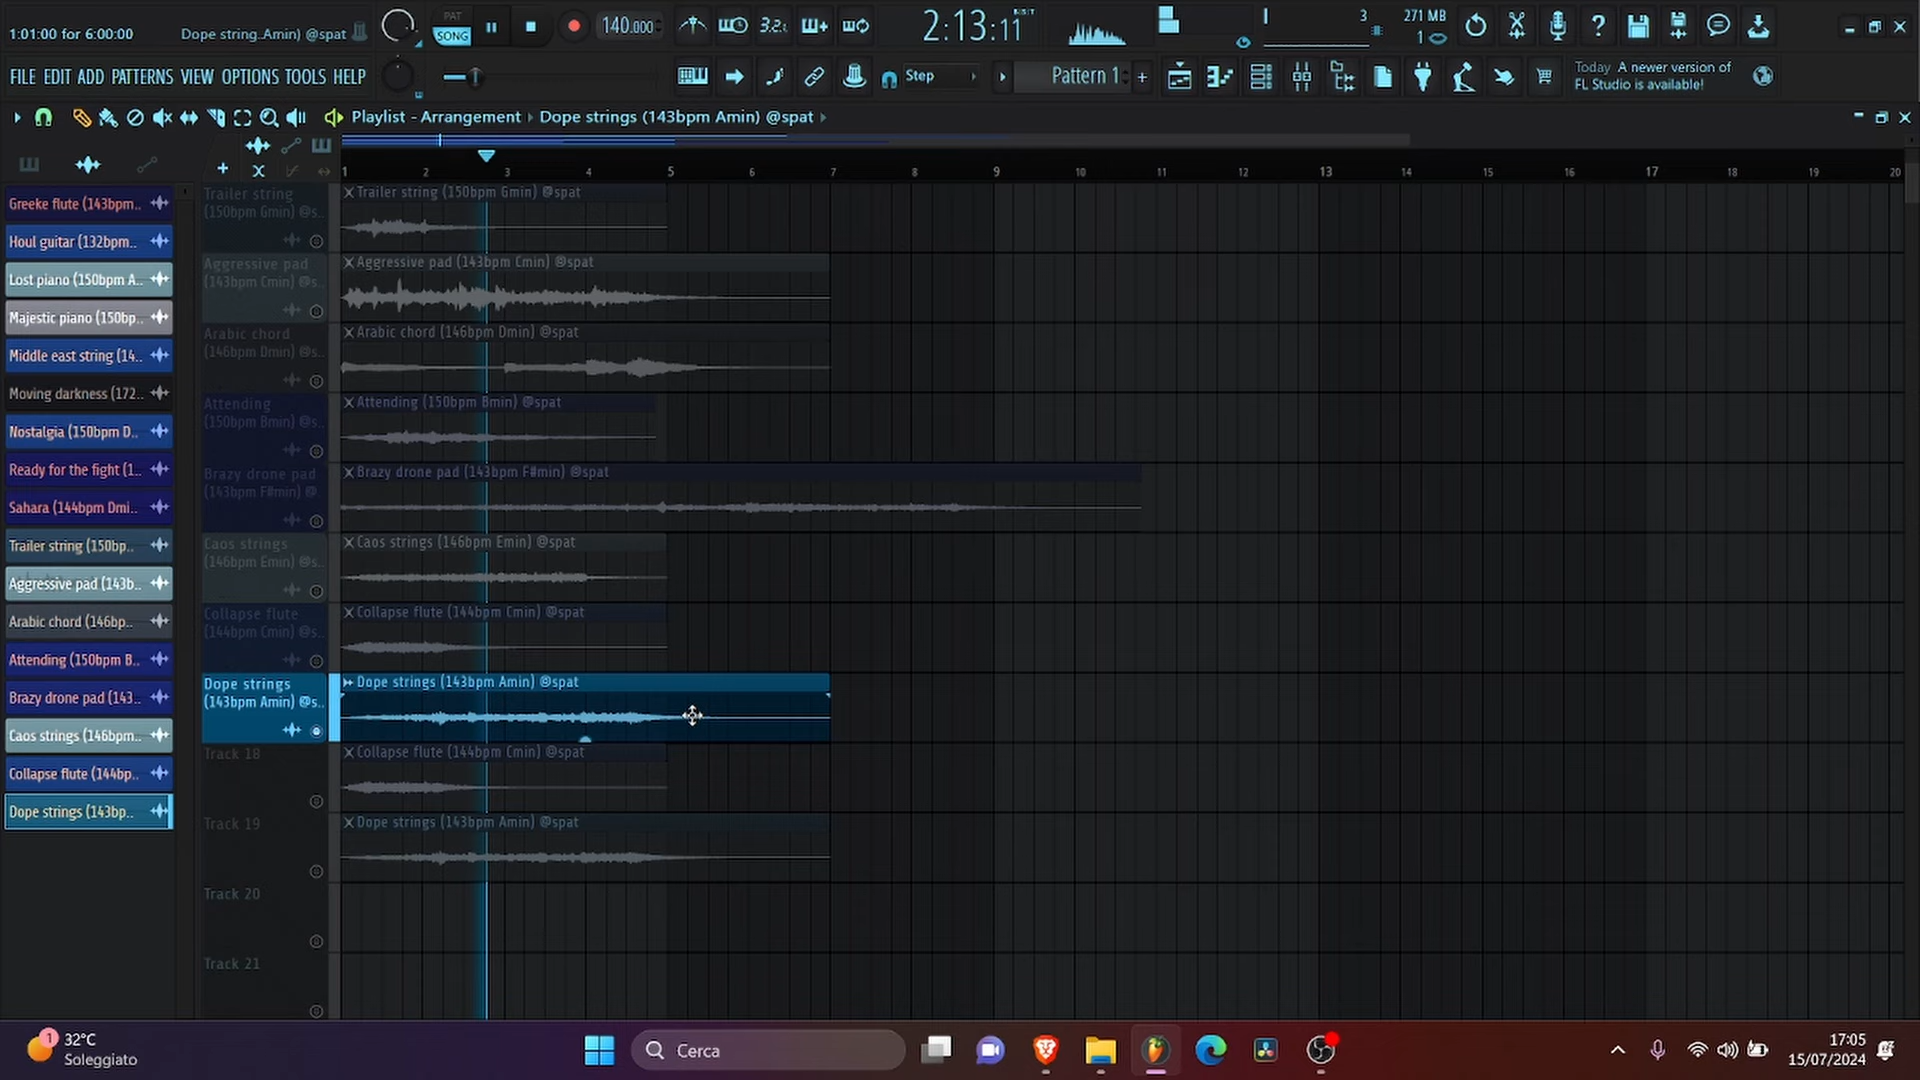 1:01:00 for 6:00:00
Dope string..Amin) @spat
PAT
SONG
140.000
3.2.
2:13:11
B:S:T
3
271 MB
1
FILE EDIT ADD PATTERNS VIEW OPTIONS TOOLS HELP
Step
Pattern 1
+
Today A newer version of
FL Studio is available!
Playlist - Arrangement
Dope strings (143bpm Amin) @spat
1 2 3 4 5 6 7 8 9 10 11 12 13 14 15 16 17 18 19 20
Greeke flute (143bpm..
Houl guitar (132bpm..
Lost piano (150bpm A..
Majestic piano (150bp..
Middle east string (14..
Moving darkness (172..
Nostalgia (150bpm D..
Ready for the fight (1..
Sahara (144bpm Dmi..
Trailer string (150bp..
Aggressive pad (143b..
Arabic chord (146bp..
Attending (150bpm B..
Brazy drone pad (143..
Caos strings (146bpm..
Collapse flute (144bp..
Dope strings (143bp..
Trailer string
(150bpm Gmin) @s..
Trailer string (150bpm Gmin) @spat
Aggressive pad
(143bpm Cmin) @s..
Aggressive pad (143bpm Cmin) @spat
Arabic chord
(146bpm Dmin) @s..
Arabic chord (146bpm Dmin) @spat
Attending
(150bpm Bmin) @s..
Attending (150bpm Bmin) @spat
Brazy drone pad
(143bpm F#min) @
Brazy drone pad (143bpm F#min) @spat
Caos strings
(146bpm Emin) @s..
Caos strings (146bpm Emin) @spat
Collapse flute
(144bpm Cmin) @s..
Collapse flute (144bpm Cmin) @spat
Dope strings
(143bpm Amin) @s..
Dope strings (143bpm Amin) @spat
Track 18
Collapse flute (144bpm Cmin) @spat
Track 19
Dope strings (143bpm Amin) @spat
Track 20
Track 21
1
32°C
Soleggiato
Cerca
17:05
15/07/2024